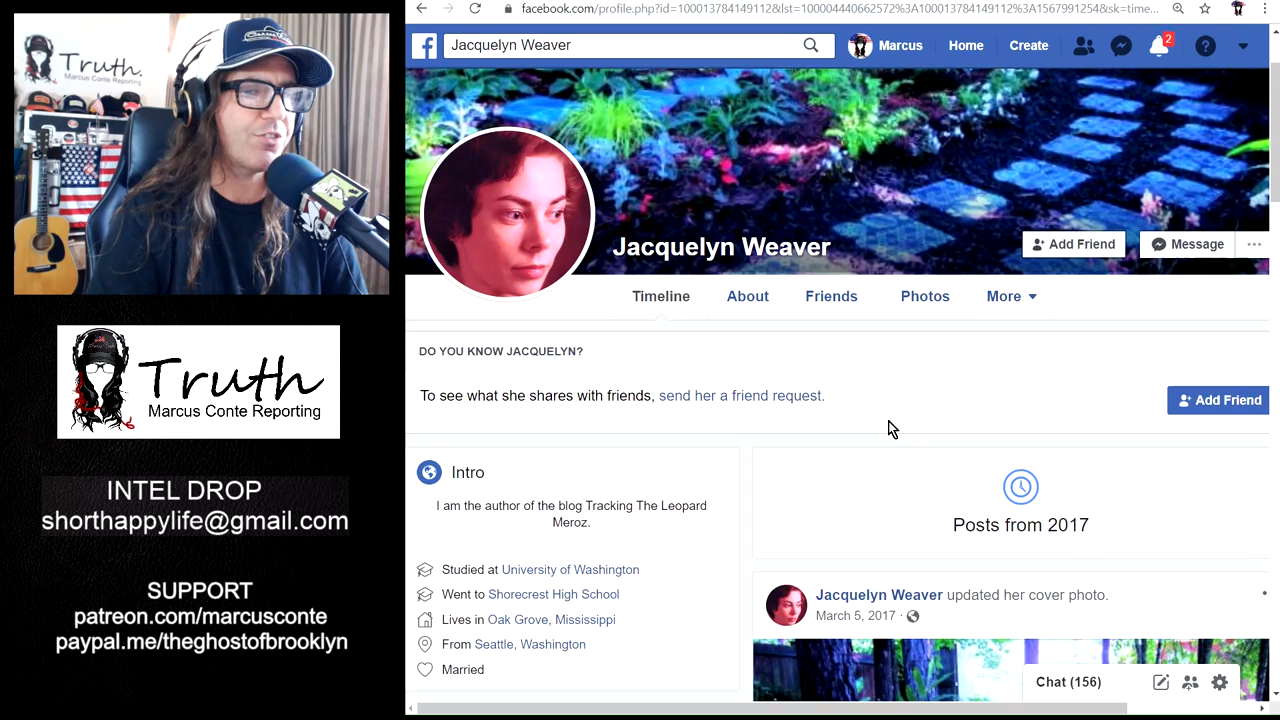 facebook.com/profile.php?id=100013784149112&lst=100004440662572%3A100013784149112%3A1567991254&sk=time...
Jacquelyn Weaver
Marcus
Home
Create
2
Truth.
Marcus Conte Reporting
Jacquelyn Weaver
Add Friend
Message
Timeline
About
Friends
Photos
More
DO YOU KNOW JACQUELYN?
To see what she shares with friends, send her a friend request.
Add Friend
Truth
Marcus Conte Reporting
INTEL DROP
shorthappylife@gmail.com
SUPPORT
patreon.com/marcusconte
paypal.me/theghostofbrooklyn
Intro
I am the author of the blog Tracking The Leopard
Meroz.
Studied at University of Washington
Went to Shorecrest High School
Lives in Oak Grove, Mississippi
From Seattle, Washington
Married
Posts from 2017
Jacquelyn Weaver updated her cover photo.
March 5, 2017 ·
Chat (156)